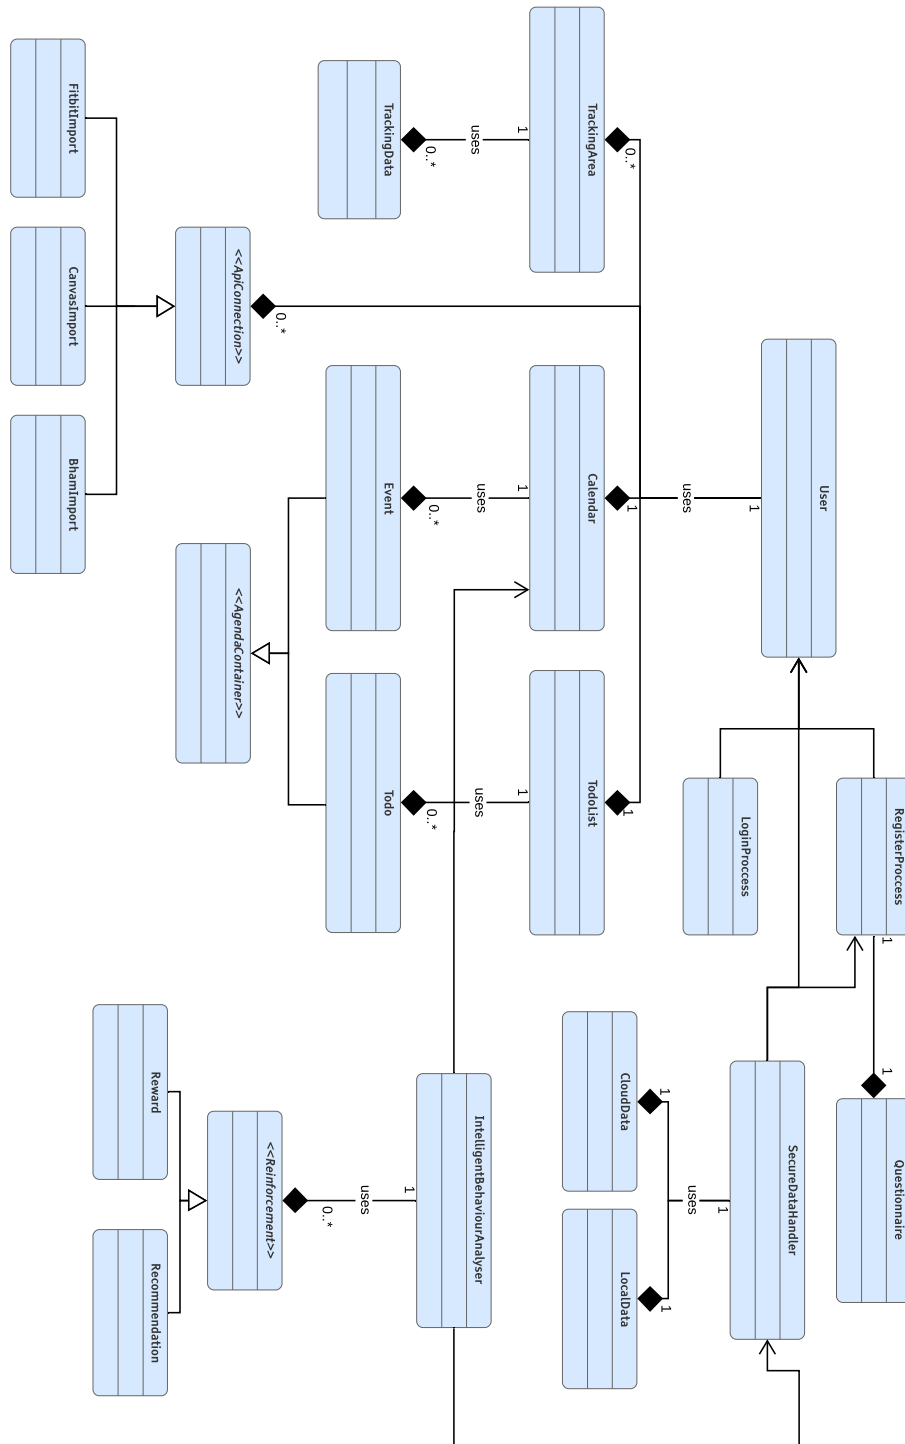 User
1
uses
0..*
TrackingArea
1
uses
0..*
TrackingData
0..*
<<ApiConnection>>
FitbitImport
CanvasImport
BhamImport
1
Calendar
1
uses
0..*
Event
1
TodoList
1
uses
0..*
Todo
<<AgendaContainer>>
RegisterProccess
LoginProccess
1
1
Questionnaire
SecureDataHandler
1
uses
1
CloudData
1
LocalData
IntelligentBehaviourAnalyser
1
uses
0..*
<<Reinforcement>>
Reward
Recommendation